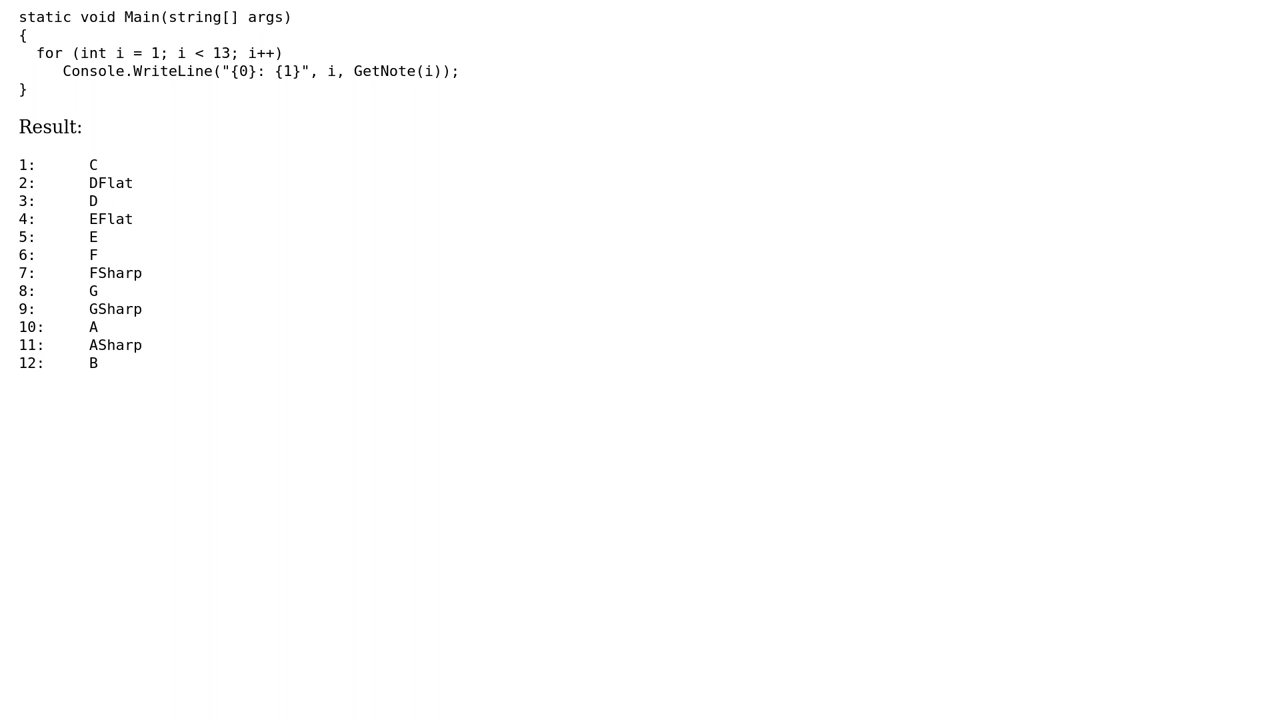 static void Main(string[] args)
{
  for (int i = 1; i < 13; i++)
     Console.WriteLine("{0}: {1}", i, GetNote(i));
}
Result:
1:      C
2:      DFlat
3:      D
4:      EFlat
5:      E
6:      F
7:      FSharp
8:      G
9:      GSharp
10:     A
11:     ASharp
12:     B